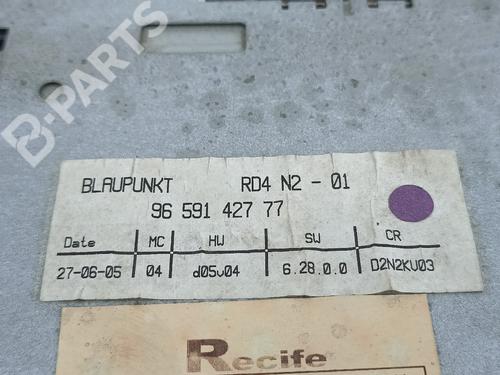 B-PARTS
BLAUPUNKT RD4 N2 - 01
96 591 427 77
Date MC HW SW CR
27-06-05 04 d05v04 6.28.0.0 D2N2KV03
Recife